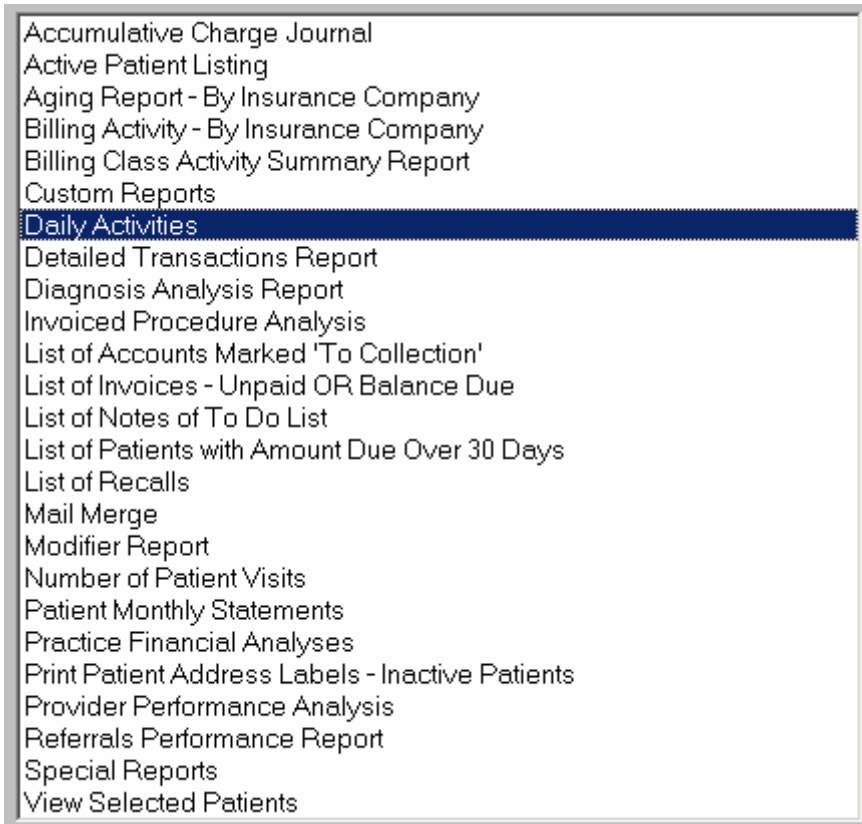 Accumulative Charge Journal
Active Patient Listing
Aging Report - By Insurance Company
Billing Activity - By Insurance Company
Billing Class Activity Summary Report
Custom Reports
Daily Activities
Detailed Transactions Report
Diagnosis Analysis Report
Invoiced Procedure Analysis
List of Accounts Marked 'To Collection'
List of Invoices - Unpaid OR Balance Due
List of Notes of To Do List
List of Patients with Amount Due Over 30 Days
List of Recalls
Mail Merge
Modifier Report
Number of Patient Visits
Patient Monthly Statements
Practice Financial Analyses
Print Patient Address Labels - Inactive Patients
Provider Performance Analysis
Referrals Performance Report
Special Reports
View Selected Patients